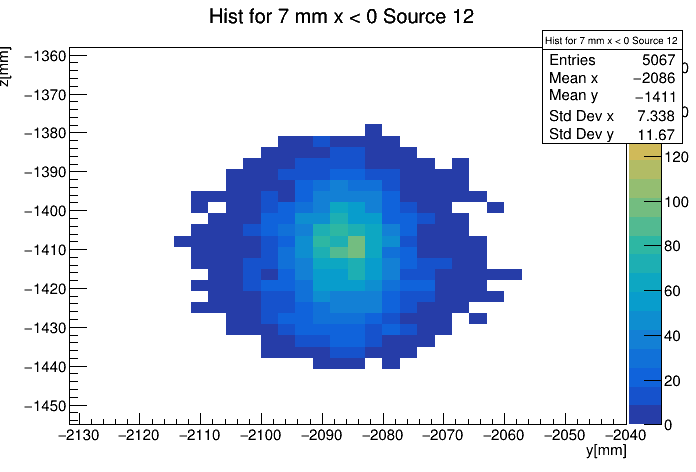 Hist for 7 mm x < 0 Source 12
Hist for 7 mm x < 0 Source 12
Entries 5067
Mean x −2086
Mean y −1411
Std Dev x 7.338
Std Dev y 11.67
z[mm]
−1360
−1370
−1380
−1390
−1400
−1410
−1420
−1430
−1440
−1450
120
100
80
60
40
20
0
−2130 −2120 −2110 −2100 −2090 −2080 −2070 −2060 −2050 −2040
y[mm]